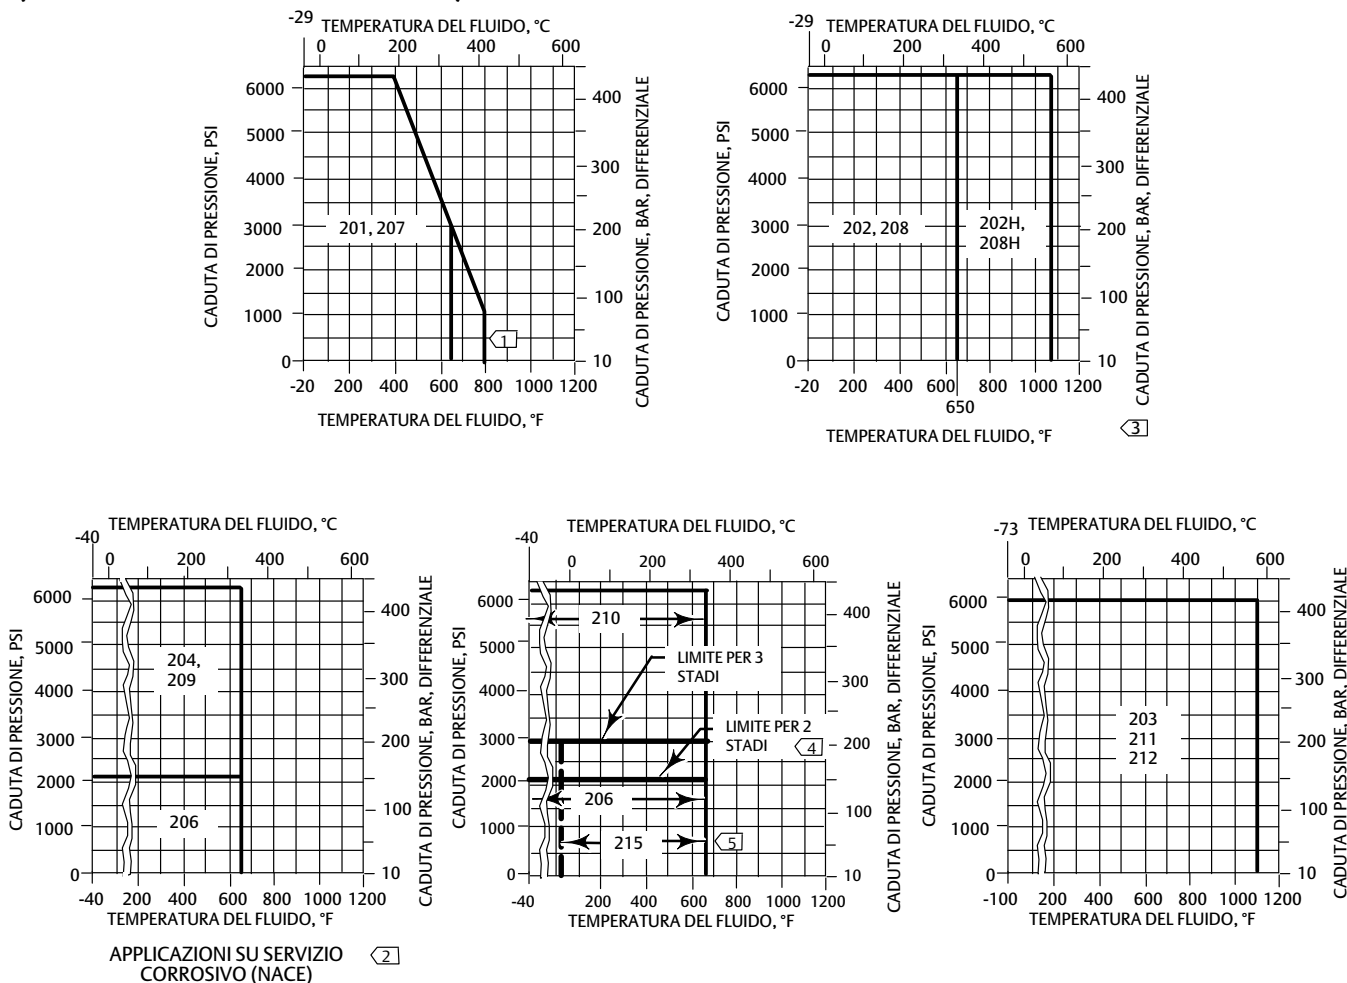 -29 TEMPERATURA DEL FLUIDO, °C
0 200 400 600
CADUTA DI PRESSIONE, PSI
6000
5000
4000
3000
2000
1000
0
201, 207
1
400
300
200
100
10
CADUTA DI PRESSIONE, BAR, DIFFERENZIALE
-20 200 400 600 800 1000 1200
TEMPERATURA DEL FLUIDO, °F
-29 TEMPERATURA DEL FLUIDO, °C
0 200 400 600
CADUTA DI PRESSIONE, PSI
6000
5000
4000
3000
2000
1000
0
202, 208
202H,
208H
400
300
200
100
10
CADUTA DI PRESSIONE, BAR, DIFFERENZIALE
-20 200 400 600 800 1000 1200
650
TEMPERATURA DEL FLUIDO, °F
3
TEMPERATURA DEL FLUIDO, °C
-40
0 200 400 600
CADUTA DI PRESSIONE, PSI
6000
5000
4000
3000
2000
1000
0
204,
209
206
400
300
200
100
10
CADUTA DI PRESSIONE, BAR, DIFFERENZIALE
-40 200 400 600 800 1000 1200
TEMPERATURA DEL FLUIDO, °F
APPLICAZIONI SU SERVIZIO
CORROSIVO (NACE)
2
TEMPERATURA DEL FLUIDO, °C
-40
0 200 400 600
CADUTA DI PRESSIONE, PSI
6000
5000
4000
3000
2000
1000
0
210
LIMITE PER 3
STADI
LIMITE PER 2
STADI
4
206
215
5
400
300
200
100
10
CADUTA DI PRESSIONE, BAR, DIFFERENZIALE
-40 200 400 600 800 1000 1200
TEMPERATURA DEL FLUIDO, °F
-73 TEMPERATURA DEL FLUIDO, °C
0 200 400 600
CADUTA DI PRESSIONE, PSI
6000
5000
4000
3000
2000
1000
0
203
211
212
400
300
200
100
10
CADUTA DI PRESSIONE, BAR, DIFFERENZIALE
-100 200 400 600 800 1000 1200
TEMPERATURA DEL FLUIDO, °F